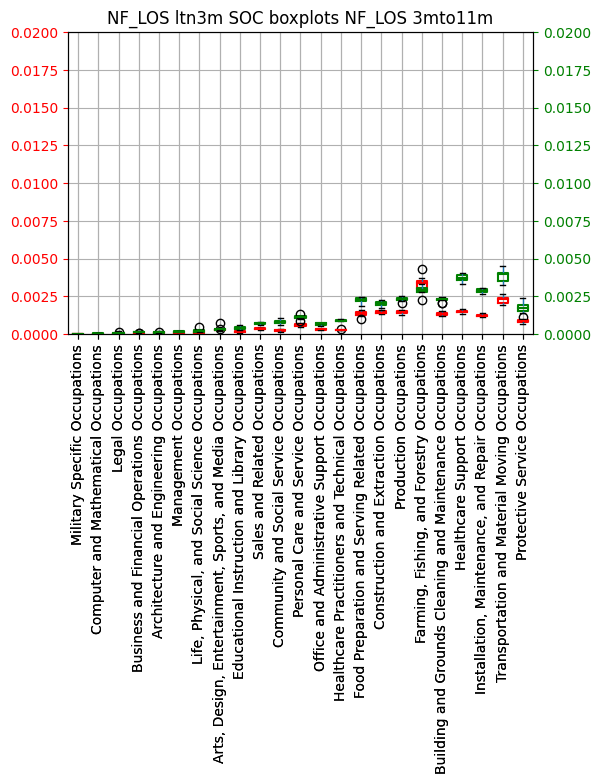 NF_LOS ltn3m SOC boxplots NF_LOS 3mto11m
0.0200
0.0175
0.0150
0.0125
0.0100
0.0075
0.0050
0.0025
0.0000
0.0200
0.0175
0.0150
0.0125
0.0100
0.0075
0.0050
0.0025
0.0000
Military Specific Occupations
Computer and Mathematical Occupations
Legal Occupations
Business and Financial Operations Occupations
Architecture and Engineering Occupations
Management Occupations
Life, Physical, and Social Science Occupations
Arts, Design, Entertainment, Sports, and Media Occupations
Educational Instruction and Library Occupations
Sales and Related Occupations
Community and Social Service Occupations
Personal Care and Service Occupations
Office and Administrative Support Occupations
Healthcare Practitioners and Technical Occupations
Food Preparation and Serving Related Occupations
Construction and Extraction Occupations
Production Occupations
Farming, Fishing, and Forestry Occupations
Building and Grounds Cleaning and Maintenance Occupations
Healthcare Support Occupations
Installation, Maintenance, and Repair Occupations
Transportation and Material Moving Occupations
Protective Service Occupations